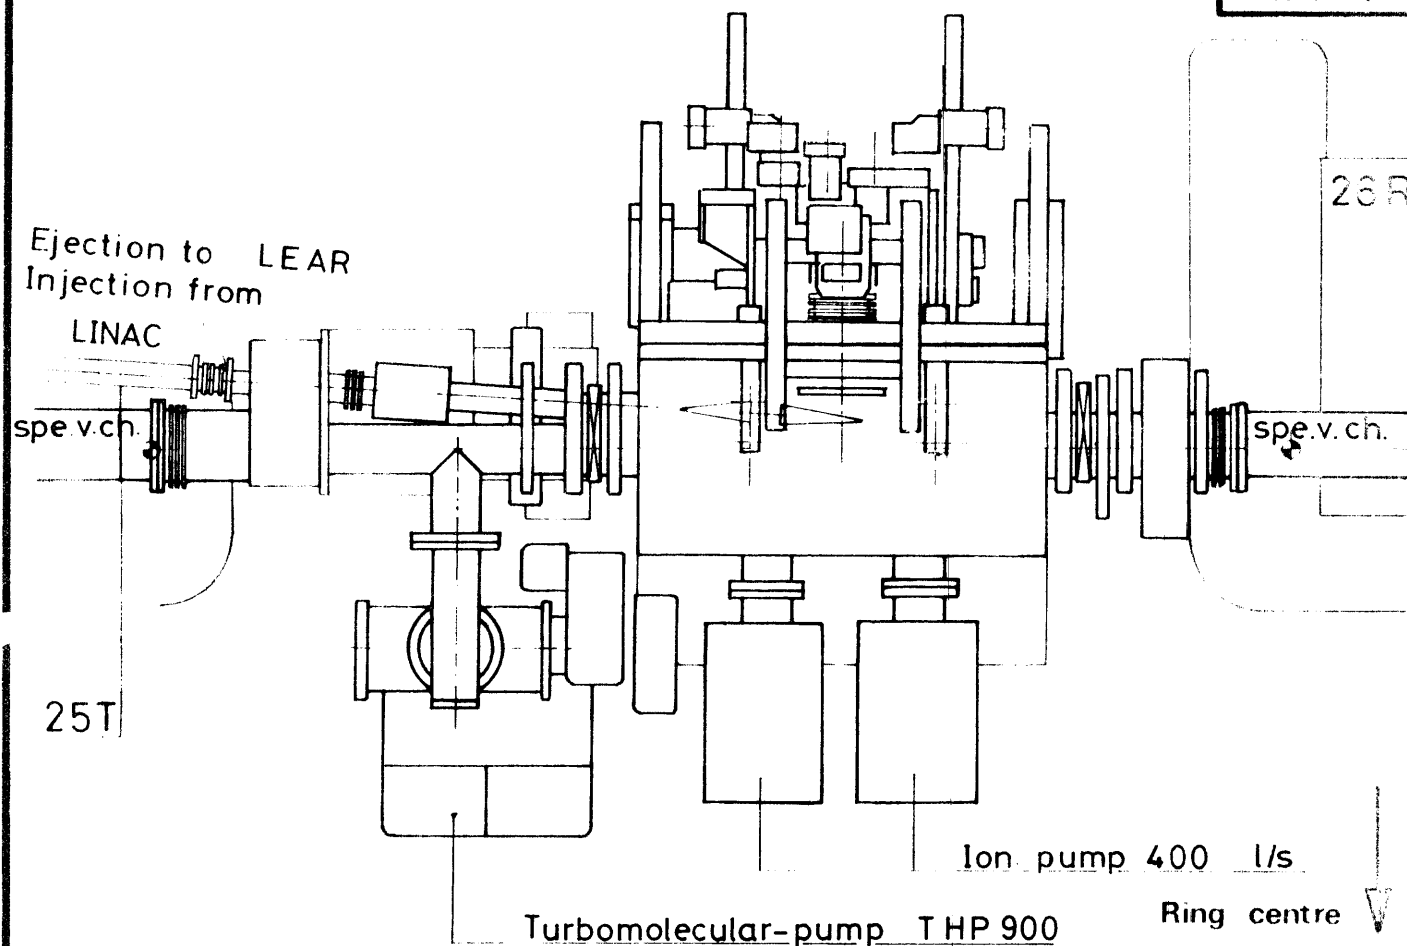 Ejection to LEAR
Injection from
LINAC
spe.v.ch.
spe.v.ch.
25T
Ion pump 400 l/s
Ring centre
Turbomolecular-pump THP 900